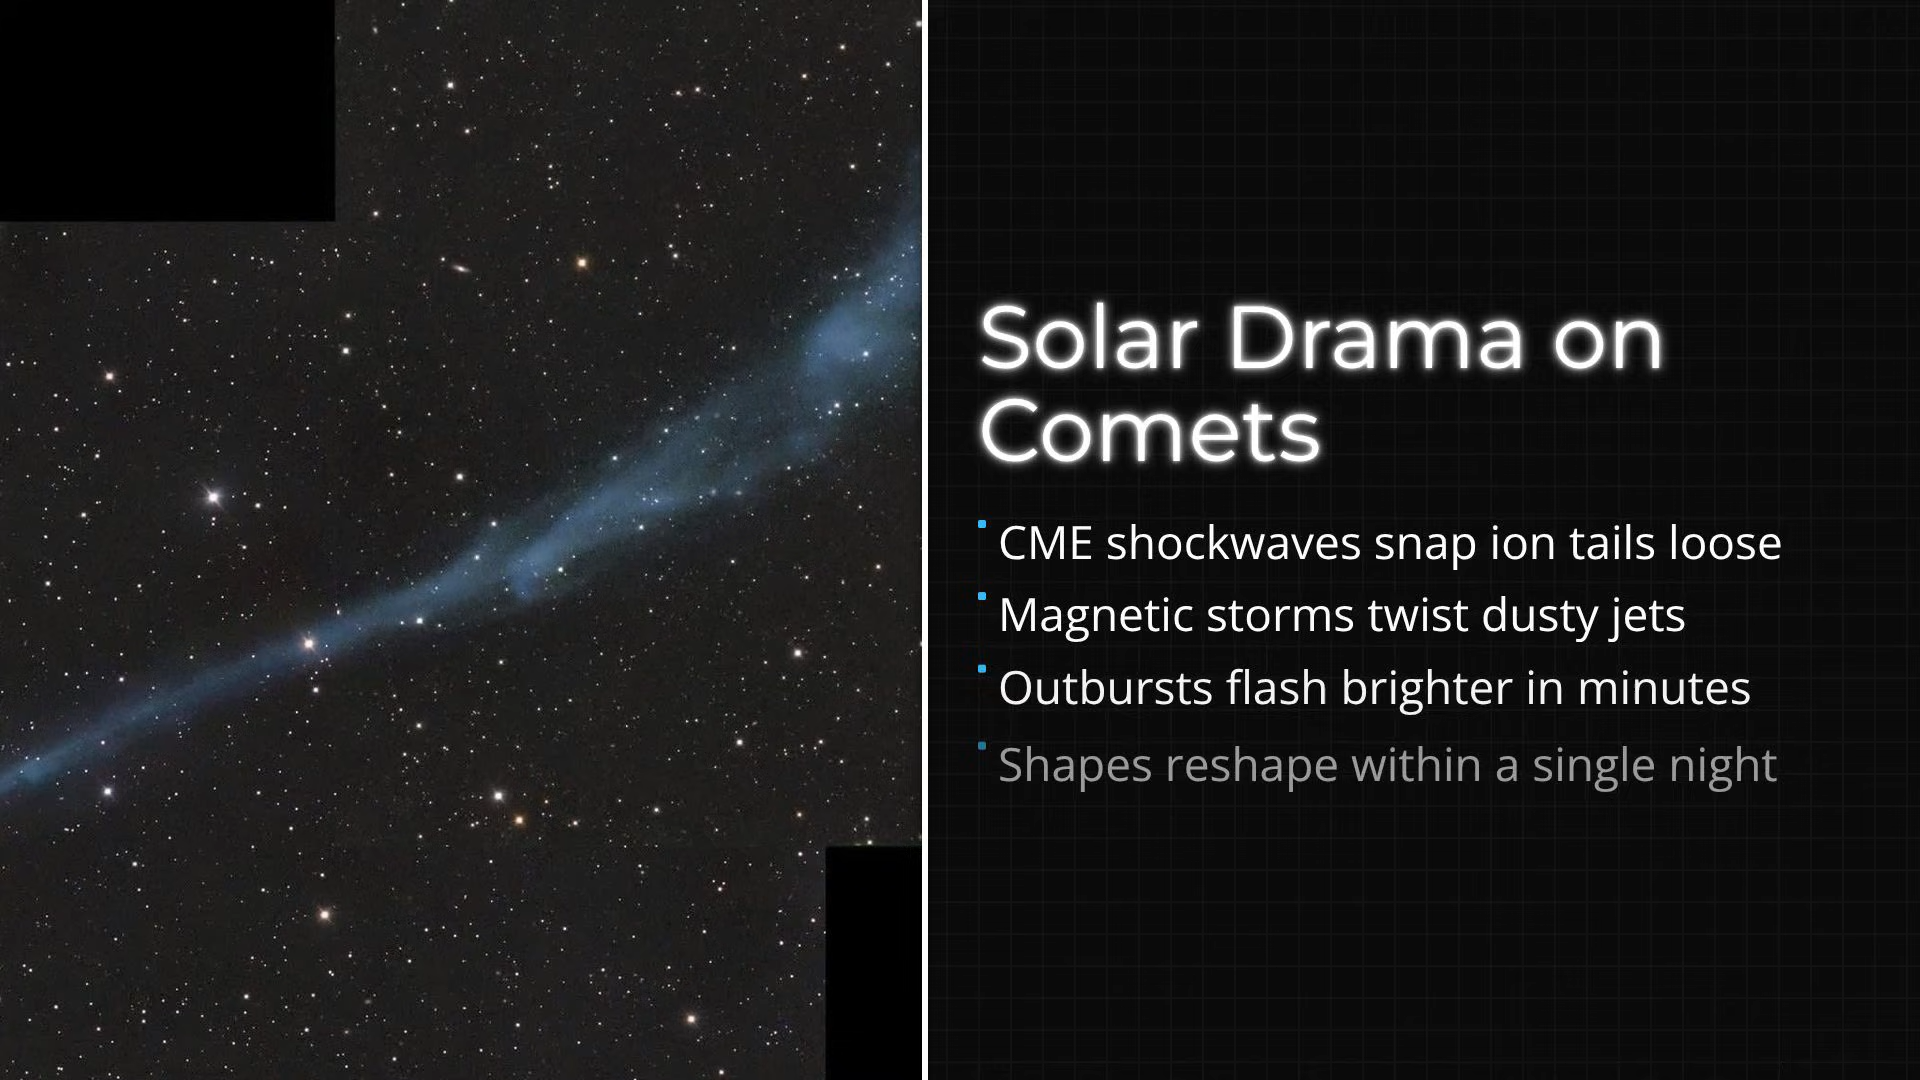 Solar Drama on
Comets
CME shockwaves snap ion tails loose
Magnetic storms twist dusty jets
Outbursts flash brighter in minutes
Shapes reshape within a single night